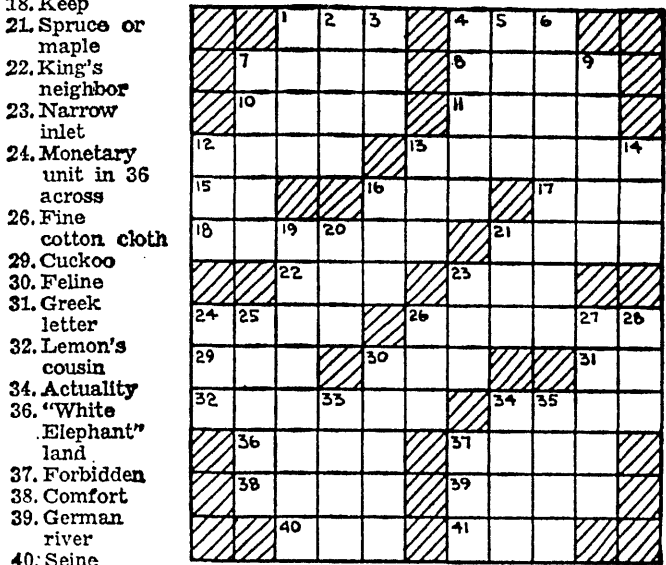 18. Keep
21. Spruce or
maple
22. King's
neighbor
23. Narrow
inlet
24. Monetary
unit in 36
across
26. Fine
cotton cloth
29. Cuckoo
30. Feline
31. Greek
letter
32. Lemon's
cousin
34. Actuality
36. "White
Elephant"
land
37. Forbidden
38. Comfort
39. German
river
40. Seine
1 2 3 4 5 6
7 8 9
10 11
12 13 14
15 16 17
18 19 20 21
22 23
24 25 26 27 28
29 30 31
32 33 34 35
36 37
38 39
40 41